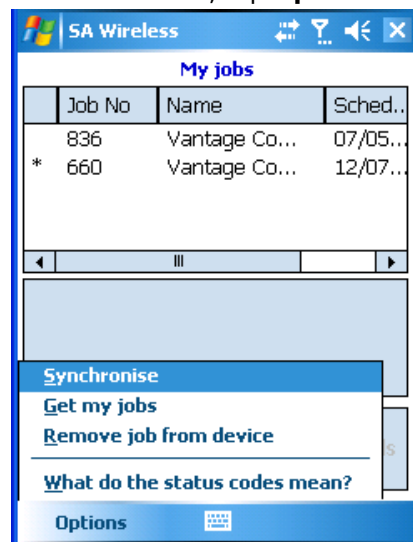 SA Wireless
My jobs
Job No Name Sched..
836 Vantage Co... 07/05...
* 660 Vantage Co... 12/07...
Synchronise
Get my jobs
Remove job from device
What do the status codes mean?
Options